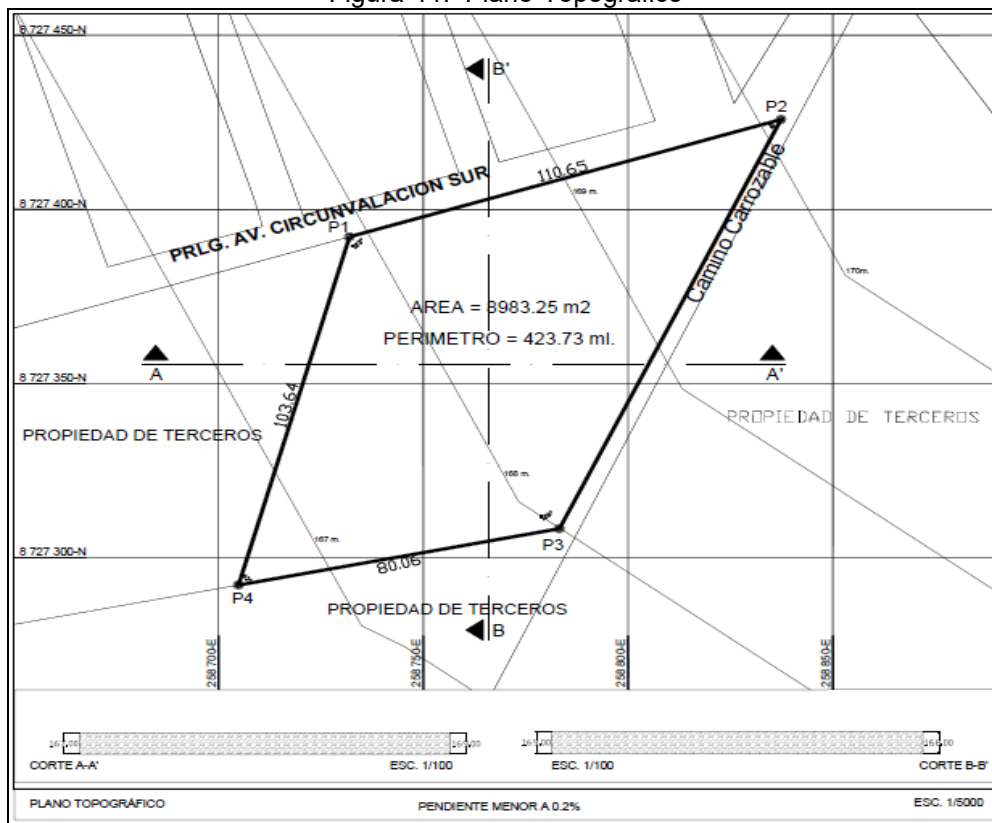 Figura 11: Plano Topográfico
8 727 450-N
B'
P2
110.65
PRLG. AV. CIRCUNVALACION SUR
169 m.
8 727 400-N
P1
Camino Carrozable
170m.
AREA = 8983.25 m2
PERIMETRO = 423.73 ml.
A
A'
8 727 350-N
103.64
PROPIEDAD DE TERCEROS
PROPIEDAD DE TERCEROS
168 m.
167 m.
P3
8 727 300-N
80.06
P4
PROPIEDAD DE TERCEROS
B
258 700-E
258 750-E
258 800-E
258 850-E
167.00
CORTE A-A'
ESC. 1/100
ESC. 1/100
CORTE B-B'
PLANO TOPOGRÁFICO
PENDIENTE MENOR A 0.2%
ESC. 1/5000